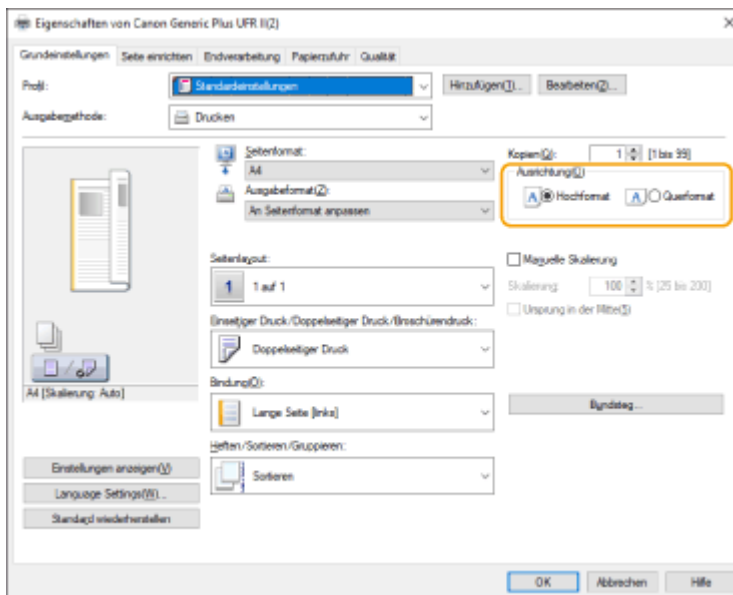 Eigenschaften von Canon Generic Plus UFR II(2)
Grundeinstellungen Seite einrichten Endverarbeitung Papierzufuhr Qualität
Profil: Standardeinstellungen Hinzufügen(1)... Bearbeiten(2)...
Ausgabemethode: Drucken
Seitenformat:
A4
Ausgabeformat(Z):
An Seitenformat anpassen
Kopien(Q): 1 [1 bis 99]
Ausrichtung(C)
A Hochformat A Querformat
Seitenlayout:
1 1 auf 1
Manuelle Skalierung
Skalierung: 100 % [25 bis 200]
Ursprung in der Mitte(S)
Einseitiger Druck/Doppelseitiger Druck/Broschürendruck:
Doppelseitiger Druck
A4 [Skalierung: Auto]
Bindung(O):
Lange Seite [links]
Bundsteg...
Heften/Sortieren/Gruppieren:
Sortieren
Einstellungen anzeigen(V)
Language Settings(W)...
Standard wiederherstellen
OK Abbrechen Hilfe